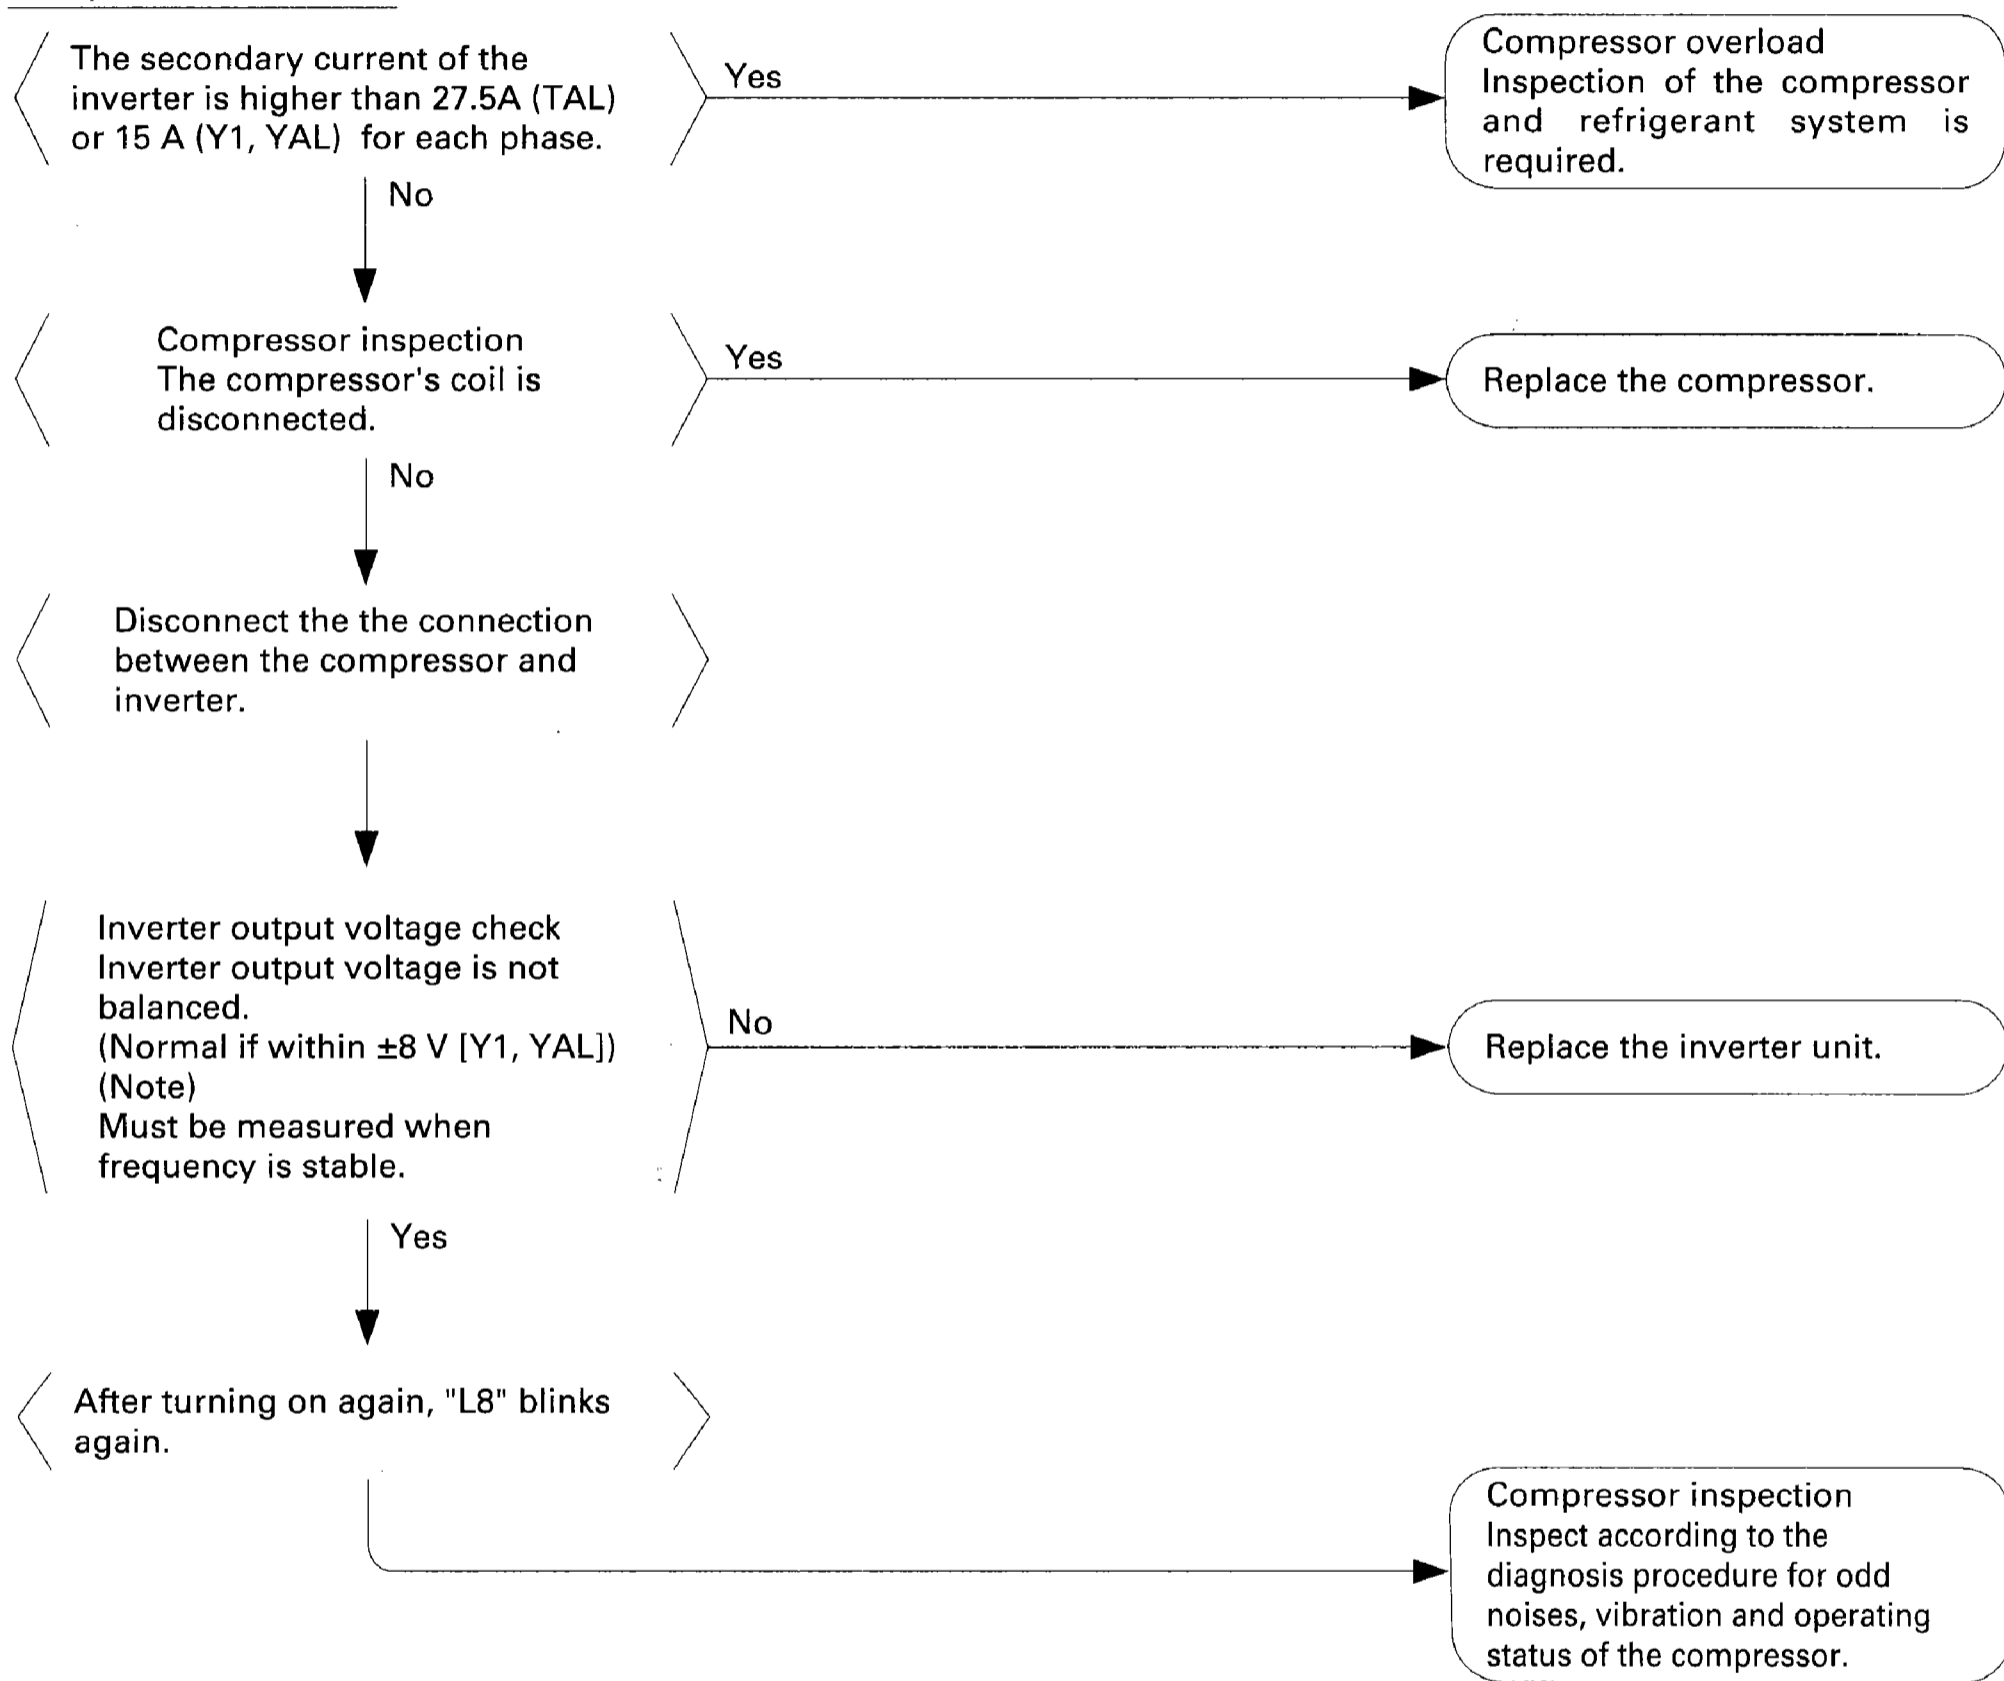 The secondary current of the
inverter is higher than 27.5A (TAL)
or 15 A (Y1, YAL) for each phase.
Yes
Compressor overload
Inspection of the compressor
and refrigerant system is
required.
No
Compressor inspection
The compressor's coil is
disconnected.
Yes
Replace the compressor.
No
Disconnect the the connection
between the compressor and
inverter.
Inverter output voltage check
Inverter output voltage is not
balanced.
(Normal if within ±8 V [Y1, YAL])
(Note)
Must be measured when
frequency is stable.
No
Replace the inverter unit.
Yes
After turning on again, "L8" blinks
again.
Compressor inspection
Inspect according to the
diagnosis procedure for odd
noises, vibration and operating
status of the compressor.